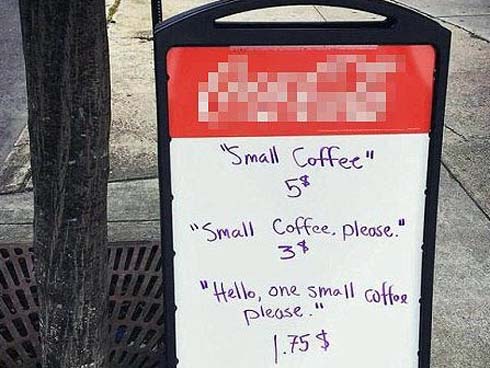 "Small Coffee"
5$
"Small Coffee, please."
3$
"Hello, one small coffee
please."
1.75 $